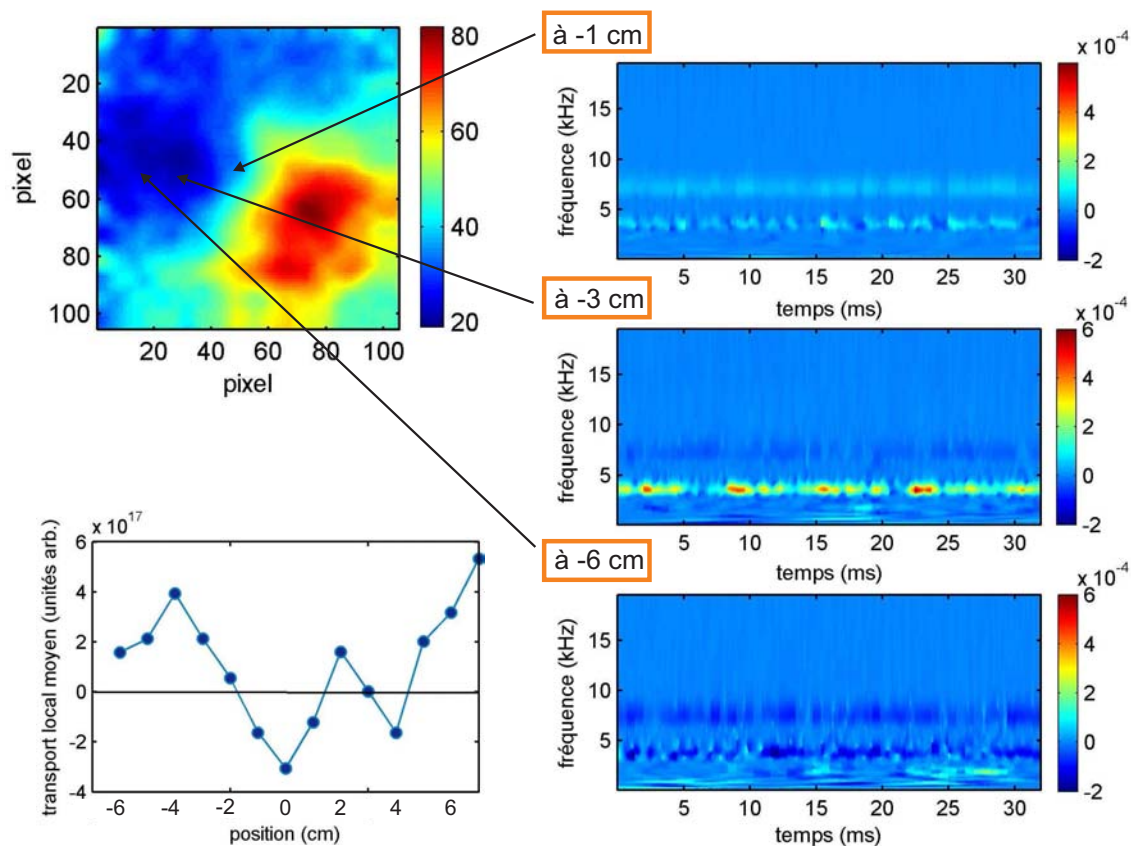 20
40
60
80
100
pixel
20 40 60 80 100
pixel
80
60
40
20
à -1 cm
à -3 cm
à -6 cm
x 10⁻⁴
fréquence (kHz)
15
10
5
5 10 15 20 25 30
temps (ms)
6
4
2
0
-2
x 10⁻⁴
fréquence (kHz)
15
10
5
5 10 15 20 25 30
temps (ms)
6
4
2
0
-2
x 10⁻⁴
fréquence (kHz)
15
10
5
5 10 15 20 25 30
temps (ms)
6
4
2
0
-2
x 10¹⁷
transport local moyen (unités arb.)
6
4
2
0
-2
-4
-6 -4 -2 0 2 4 6
position (cm)